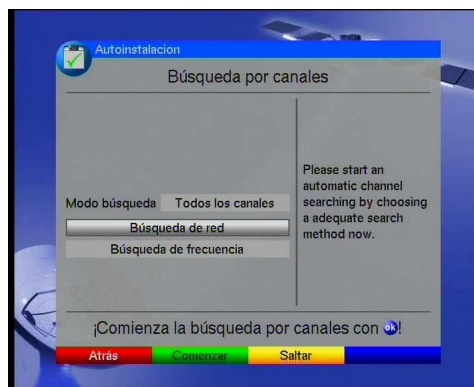 Autoinstalacion
Búsqueda por canales
Modo búsqueda Todos los canales
Búsqueda de red
Búsqueda de frecuencia
Please start an
automatic channel
searching by choosing
a adequate search
method now.
¡Comienza la búsqueda por canales con ok!
Atrás Comenzar Saltar